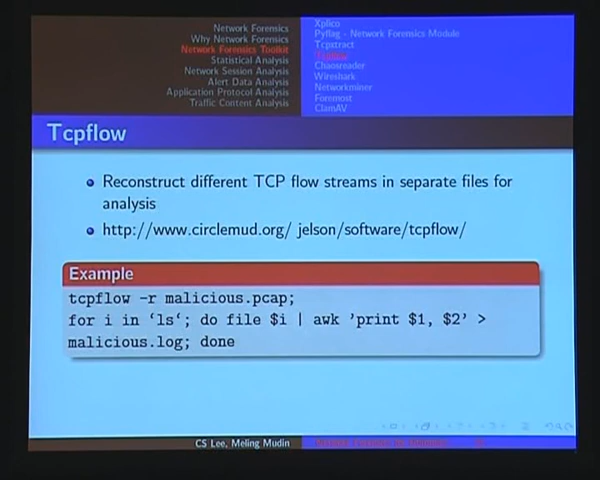 Network Forensics
Why Network Forensics
Network Forensics Toolkit
Statistical Analysis
Network Session Analysis
Alert Data Analysis
Application Protocol Analysis
Traffic Content Analysis
Xplico
Pyflag - Network Forensics Module
Tcpxtract
Tcpflow
Chaosreader
Wireshark
Networkminer
Foremost
ClamAV
Tcpflow
Reconstruct different TCP flow streams in separate files for
analysis
http://www.circlemud.org/ jelson/software/tcpflow/
Example
tcpflow -r malicious.pcap;
for i in ‘ls‘; do file $i | awk ’print $1, $2’ >
malicious.log; done
CS Lee, Meling Mudin